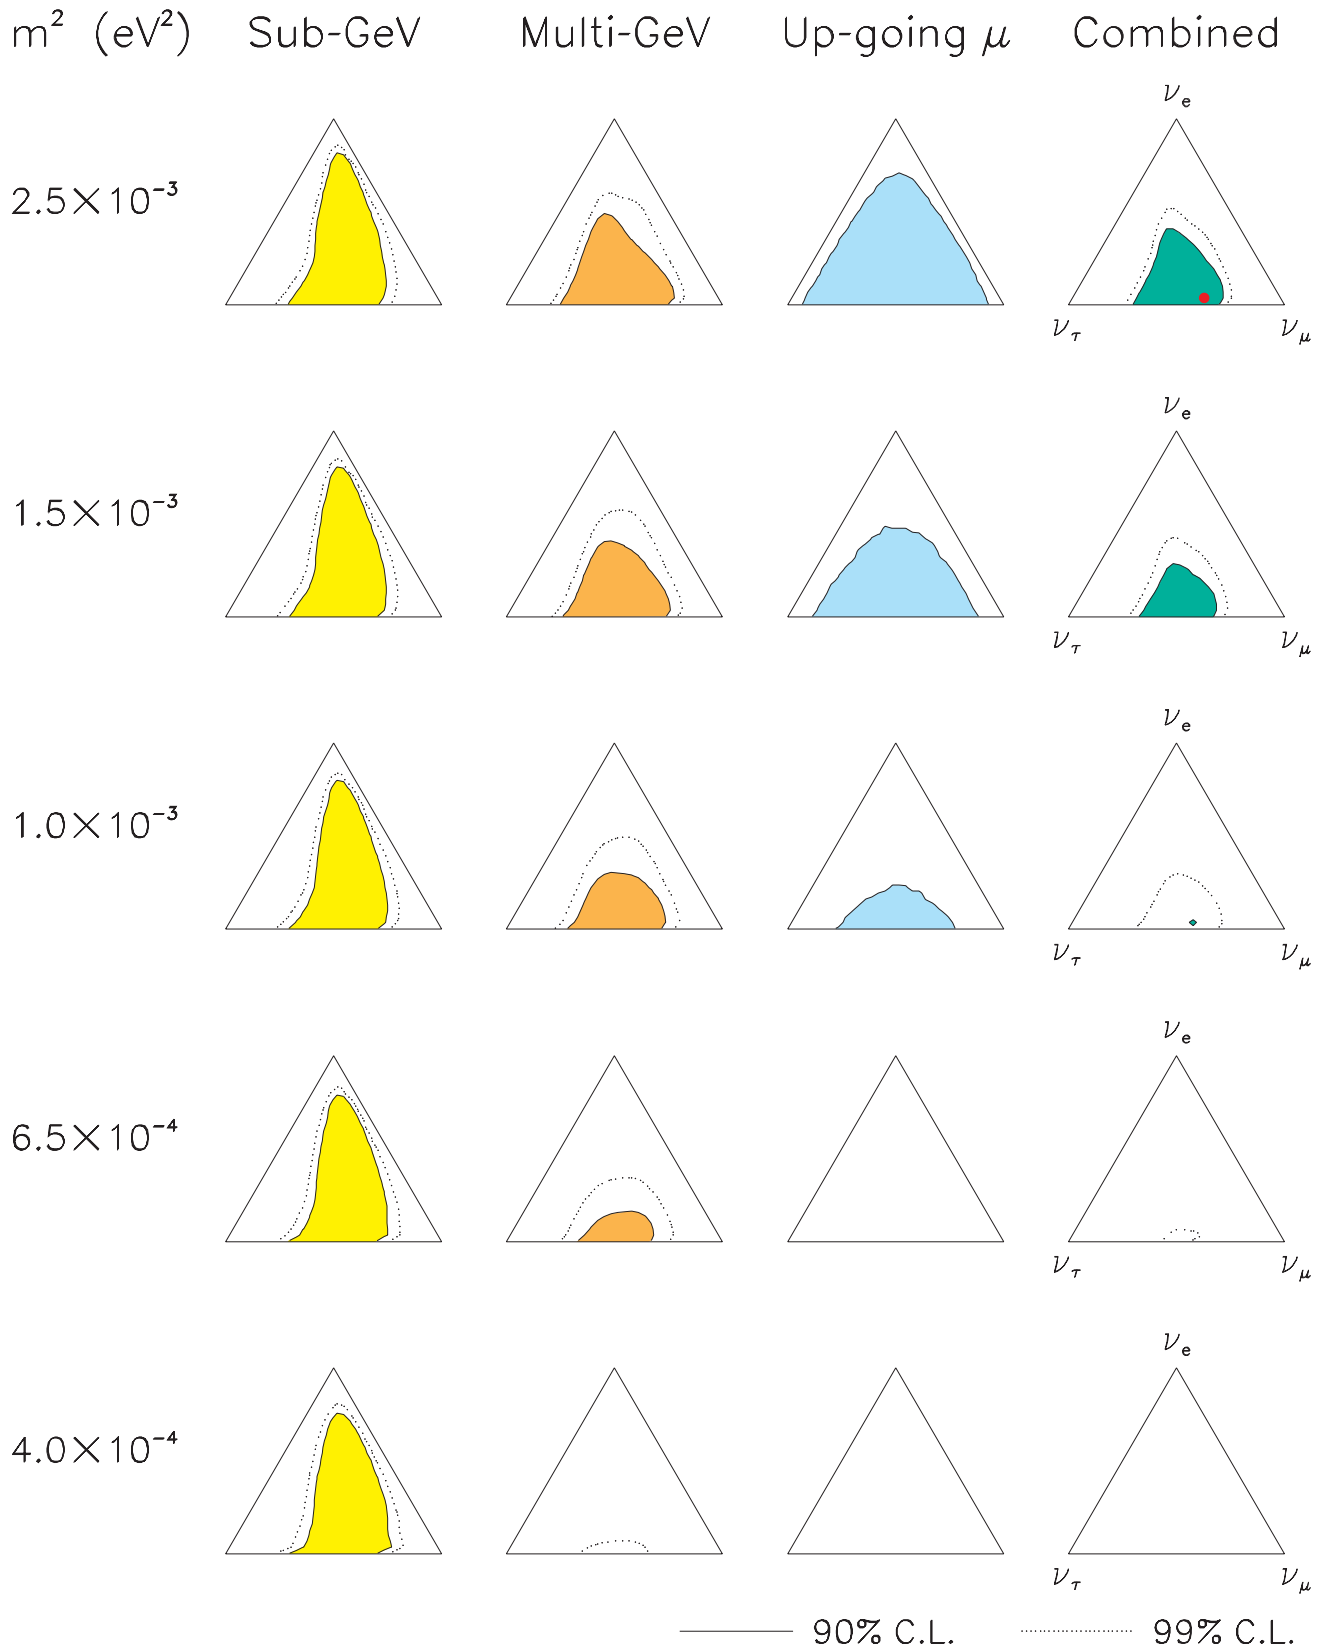 m² (eV²) Sub-GeV Multi-GeV Up-going μ Combined
ν_e
2.5×10⁻³
ν_τ ν_μ
ν_e
1.5×10⁻³
ν_τ ν_μ
ν_e
1.0×10⁻³
ν_τ ν_μ
ν_e
6.5×10⁻⁴
ν_τ ν_μ
ν_e
4.0×10⁻⁴
ν_τ ν_μ
90% C.L. 99% C.L.